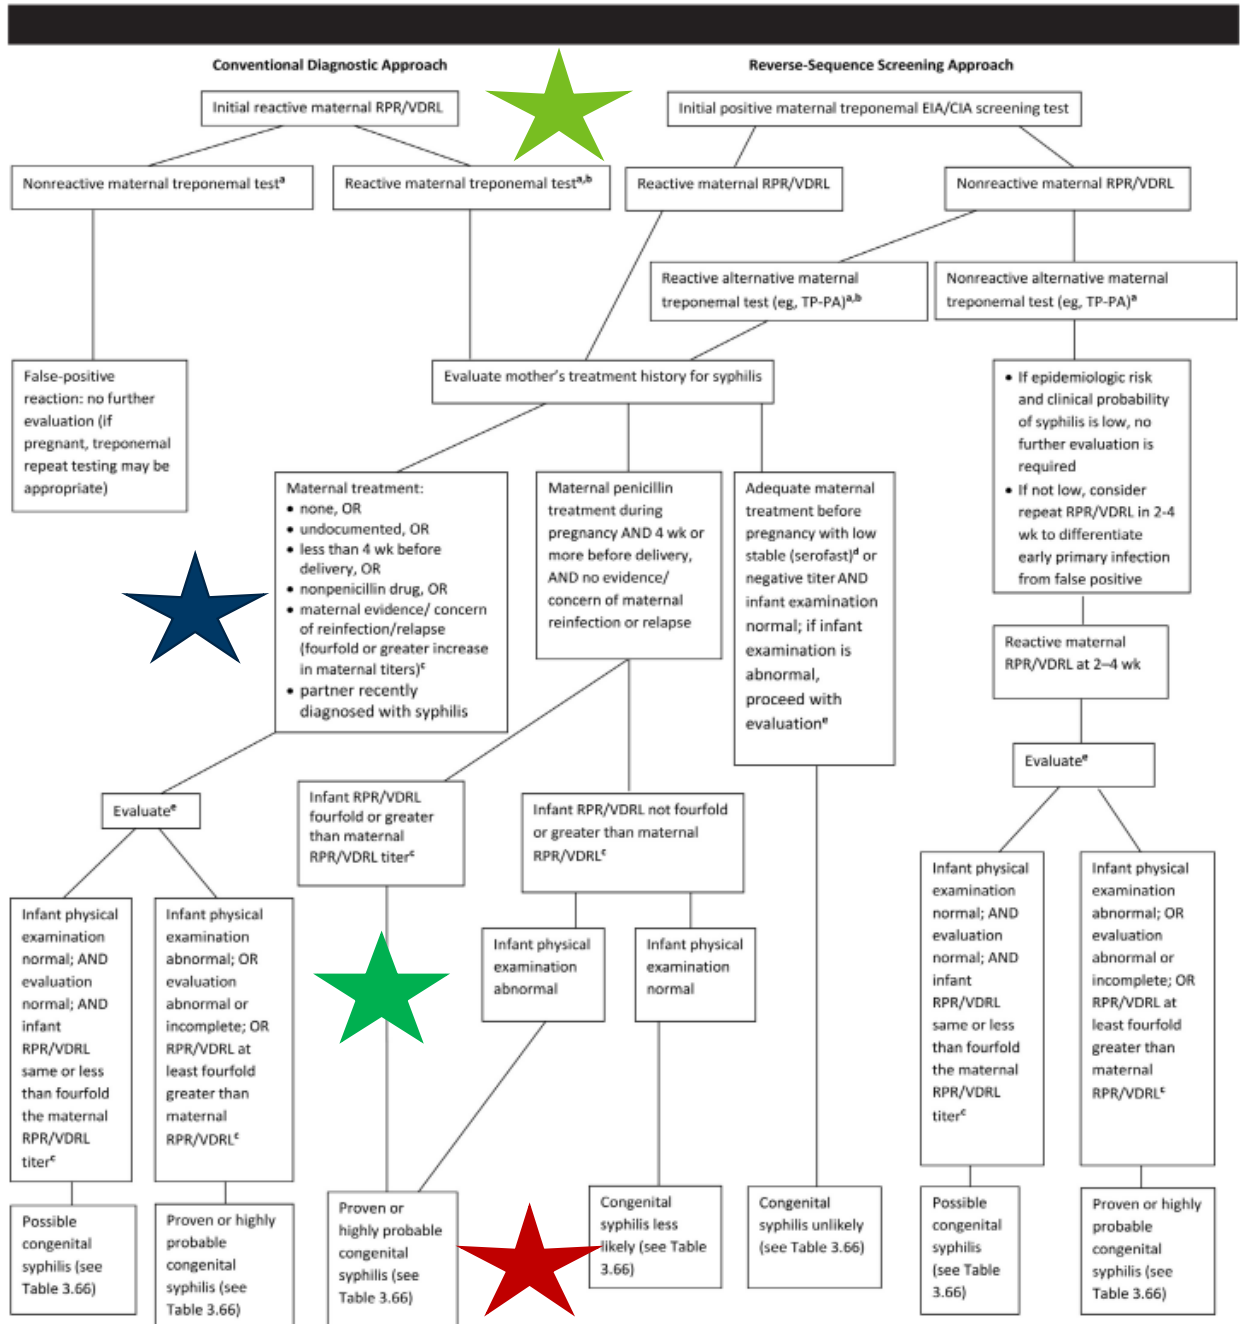 Conventional Diagnostic Approach
Reverse-Sequence Screening Approach
Initial reactive maternal RPR/VDRL
Initial positive maternal treponemal EIA/CIA screening test
Nonreactive maternal treponemal testᵃ
Reactive maternal treponemal testᵃ,ᵇ
Reactive maternal RPR/VDRL
Nonreactive maternal RPR/VDRL
Reactive alternative maternal
treponemal test (eg, TP-PA)ᵃ,ᵇ
Nonreactive alternative maternal
treponemal test (eg, TP-PA)ᵃ
False-positive
reaction: no further
evaluation (if
pregnant, treponemal
repeat testing may be
appropriate)
Evaluate mother's treatment history for syphilis
• If epidemiologic risk
and clinical probability
of syphilis is low, no
further evaluation is
required
• If not low, consider
repeat RPR/VDRL in 2-4
wk to differentiate
early primary infection
from false positive
Maternal treatment:
• none, OR
• undocumented, OR
• less than 4 wk before
delivery, OR
• nonpenicillin drug, OR
• maternal evidence/ concern
of reinfection/relapse
(fourfold or greater increase
in maternal titers)ᶜ
• partner recently
diagnosed with syphilis
Maternal penicillin
treatment during
pregnancy AND 4 wk or
more before delivery,
AND no evidence/
concern of maternal
reinfection or relapse
Adequate maternal
treatment before
pregnancy with low
stable (serofast)ᵈ or
negative titer AND
infant examination
normal; if infant
examination is
abnormal,
proceed with
evaluationᵉ
Reactive maternal
RPR/VDRL at 2–4 wk
Evaluateᵉ
Evaluateᵉ
Infant RPR/VDRL
fourfold or greater
than maternal
RPR/VDRL titerᶜ
Infant RPR/VDRL not fourfold
or greater than maternal
RPR/VDRLᶜ
Infant physical
examination
normal; AND
evaluation
normal; AND
infant
RPR/VDRL
same or less
than fourfold
the maternal
RPR/VDRL
titerᶜ
Infant physical
examination
abnormal; OR
evaluation
abnormal or
incomplete; OR
RPR/VDRL at
least fourfold
greater than
maternal
RPR/VDRLᶜ
Infant physical
examination
abnormal
Infant physical
examination
normal
Infant physical
examination
normal; AND
evaluation
normal; AND
infant
RPR/VDRL
same or less
than fourfold
the maternal
RPR/VDRL
titerᶜ
Infant physical
examination
abnormal; OR
evaluation
abnormal or
incomplete; OR
RPR/VDRL at
least fourfold
greater than
maternal
RPR/VDRLᶜ
Possible
congenital
syphilis (see
Table 3.66)
Proven or highly
probable
congenital
syphilis (see
Table 3.66)
Proven or
highly probable
congenital
syphilis (see
Table 3.66)
Congenital
syphilis less
likely (see Table
3.66)
Congenital
syphilis unlikely
(see Table 3.66)
Possible
congenital
syphilis
(see Table
3.66)
Proven or highly
probable
congenital
syphilis (see
Table 3.66)